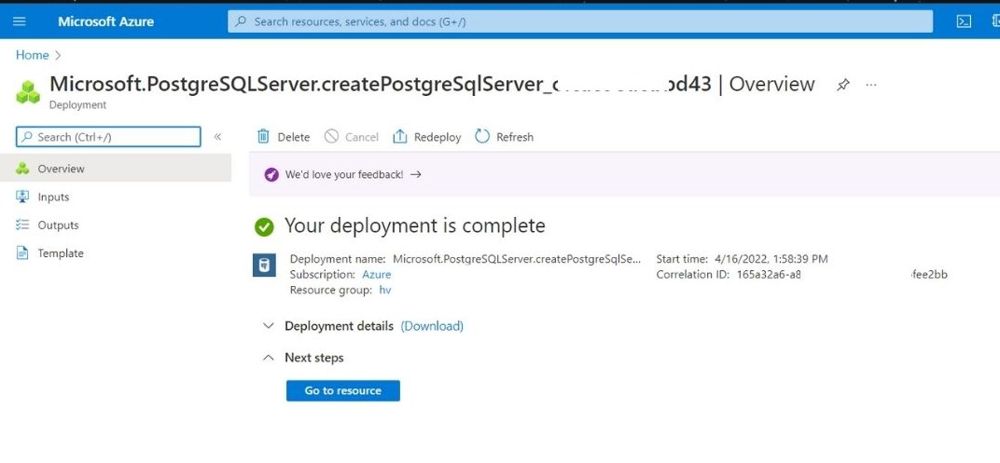 Microsoft Azure
Search resources, services, and docs (G+/)
Home
Microsoft.PostgreSQLServer.createPostgreSqlServer_ bd43 | Overview
Deployment
Search (Ctrl+/)
«
Delete
Cancel
Redeploy
Refresh
Overview
Inputs
Outputs
Template
We'd love your feedback! →
Your deployment is complete
Deployment name: Microsoft.PostgreSQLServer.createPostgreSqlSe...
Subscription: Azure
Resource group: hv
Start time: 4/16/2022, 1:58:39 PM
Correlation ID: 165a32a6-a8 fee2bb
Deployment details (Download)
Next steps
Go to resource